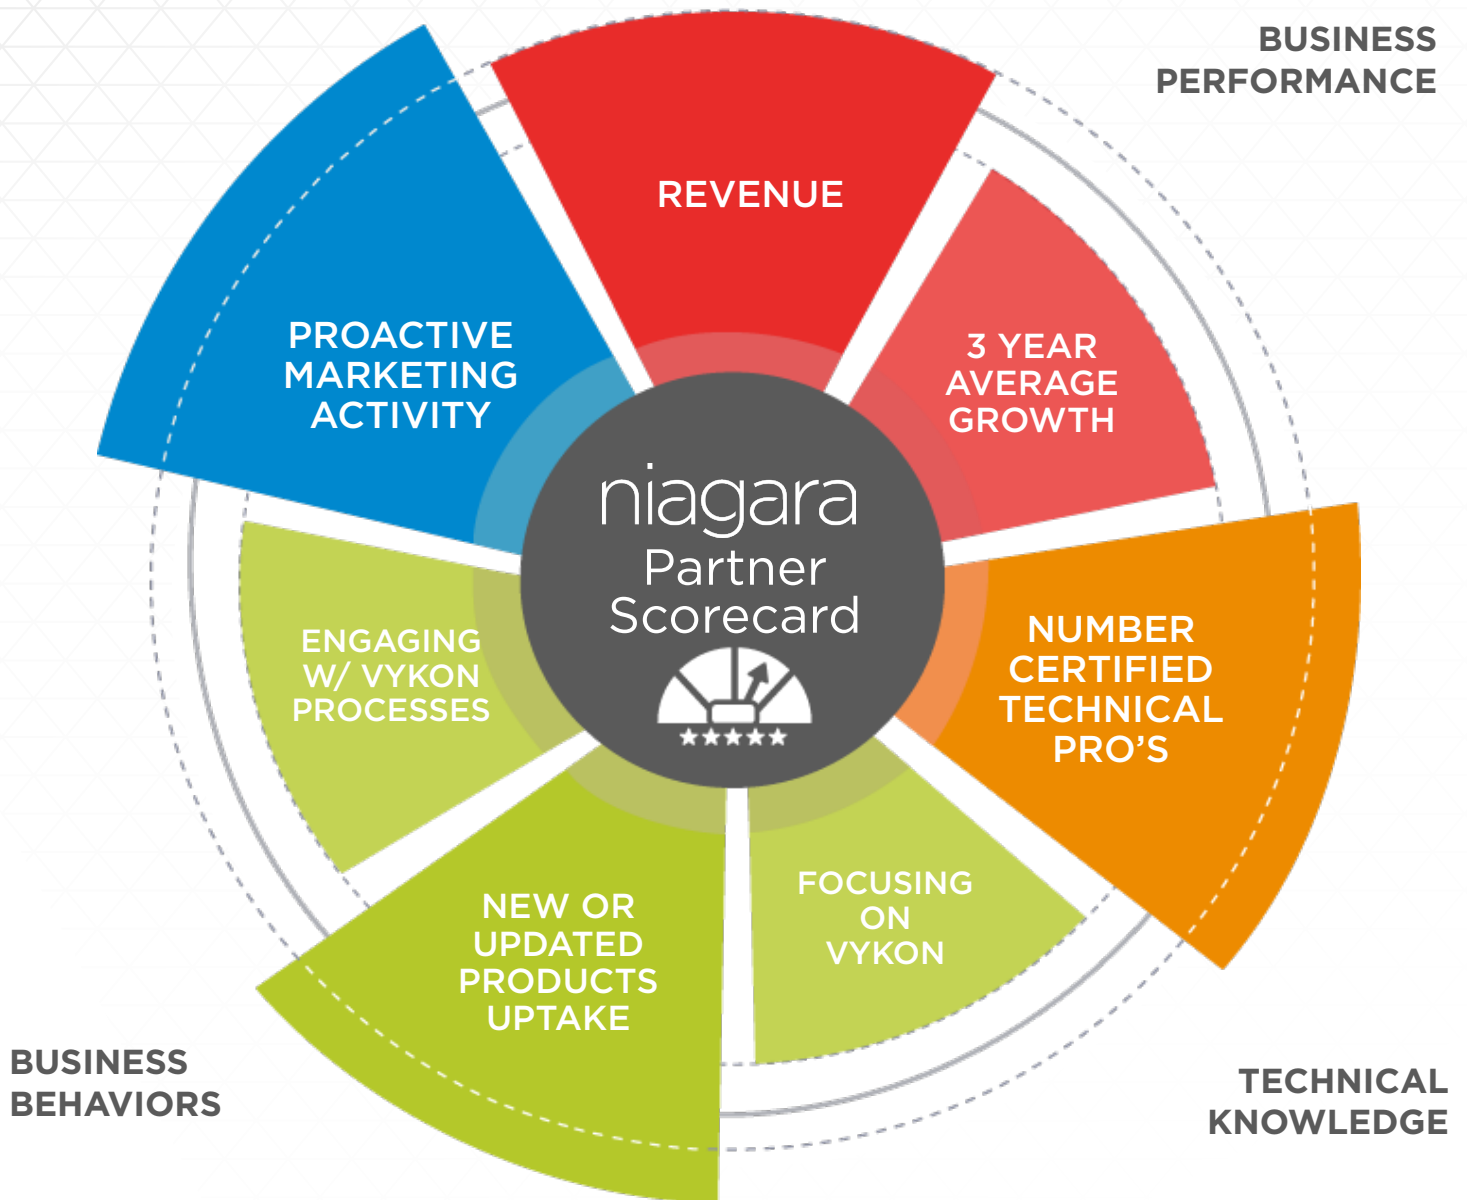 BUSINESS
PERFORMANCE
REVENUE
3 YEAR
AVERAGE
GROWTH
PROACTIVE
MARKETING
ACTIVITY
niagara
Partner
Scorecard
NUMBER
CERTIFIED
TECHNICAL
PRO'S
ENGAGING
W/ VYKON
PROCESSES
FOCUSING
ON
VYKON
NEW OR
UPDATED
PRODUCTS
UPTAKE
BUSINESS
BEHAVIORS
TECHNICAL
KNOWLEDGE